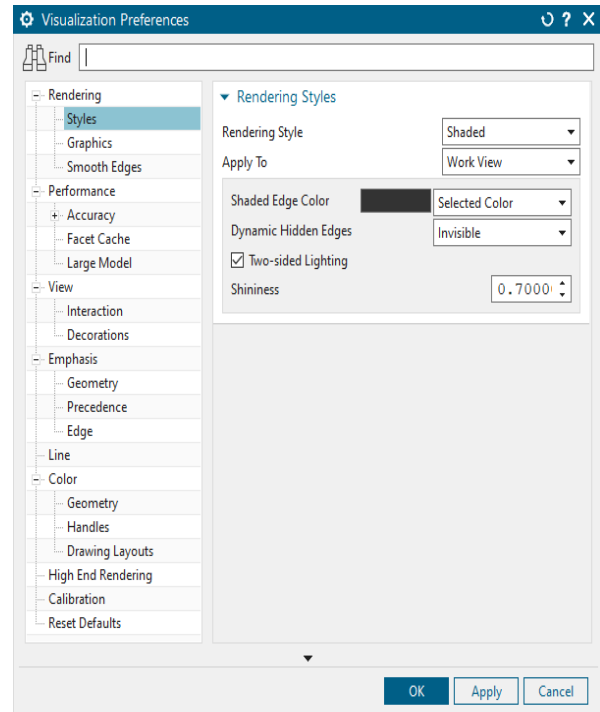 Visualization Preferences
Find
Rendering
Styles
Graphics
Smooth Edges
Performance
Accuracy
Facet Cache
Large Model
View
Interaction
Decorations
Emphasis
Geometry
Precedence
Edge
Line
Color
Geometry
Handles
Drawing Layouts
High End Rendering
Calibration
Reset Defaults
Rendering Styles
Rendering Style Shaded
Apply To Work View
Shaded Edge Color Selected Color
Dynamic Hidden Edges Invisible
Two-sided Lighting
Shininess 0.7000
OK Apply Cancel